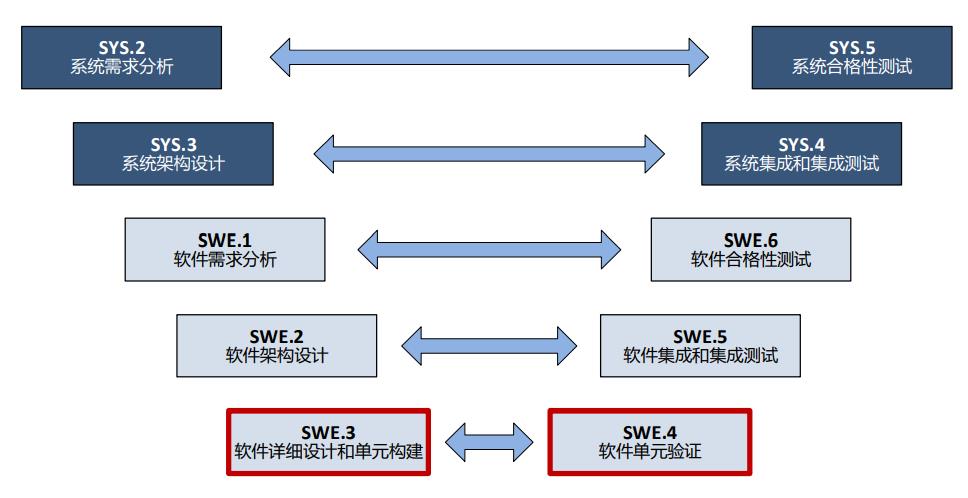 SYS.2
系统需求分析
SYS.5
系统合格性测试
SYS.3
系统架构设计
SYS.4
系统集成和集成测试
SWE.1
软件需求分析
SWE.6
软件合格性测试
SWE.2
软件架构设计
SWE.5
软件集成和集成测试
SWE.3
软件详细设计和单元构建
SWE.4
软件单元验证